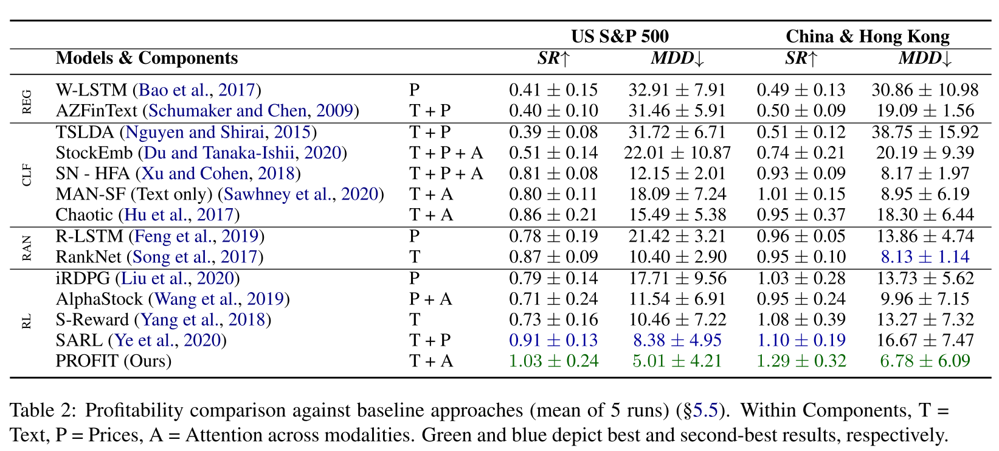 US S&P 500 China & Hong Kong
Models & Components SR↑ MDD↓ SR↑ MDD↓
REG
W-LSTM (Bao et al., 2017) P 0.41 ± 0.15 32.91 ± 7.91 0.49 ± 0.13 30.86 ± 10.98
AZFinText (Schumaker and Chen, 2009) T + P 0.40 ± 0.10 31.46 ± 5.91 0.50 ± 0.09 19.09 ± 1.56
CLF
TSLDA (Nguyen and Shirai, 2015) T + P 0.39 ± 0.08 31.72 ± 6.71 0.51 ± 0.12 38.75 ± 15.92
StockEmb (Du and Tanaka-Ishii, 2020) T + P + A 0.51 ± 0.14 22.01 ± 10.87 0.74 ± 0.21 20.19 ± 9.39
SN - HFA (Xu and Cohen, 2018) T + P + A 0.81 ± 0.08 12.15 ± 2.01 0.93 ± 0.09 8.17 ± 1.97
MAN-SF (Text only) (Sawhney et al., 2020) T + A 0.80 ± 0.11 18.09 ± 7.24 1.01 ± 0.15 8.95 ± 6.19
Chaotic (Hu et al., 2017) T + A 0.86 ± 0.21 15.49 ± 5.38 0.95 ± 0.37 18.30 ± 6.44
RAN
R-LSTM (Feng et al., 2019) P 0.78 ± 0.19 21.42 ± 3.21 0.96 ± 0.05 13.86 ± 4.74
RankNet (Song et al., 2017) T 0.87 ± 0.09 10.40 ± 2.90 0.95 ± 0.10 8.13 ± 1.14
RL
iRDPG (Liu et al., 2020) P 0.79 ± 0.14 17.71 ± 9.56 1.03 ± 0.28 13.73 ± 5.62
AlphaStock (Wang et al., 2019) P + A 0.71 ± 0.24 11.54 ± 6.91 0.95 ± 0.24 9.96 ± 7.15
S-Reward (Yang et al., 2018) T 0.73 ± 0.16 10.46 ± 7.22 1.08 ± 0.39 13.27 ± 7.32
SARL (Ye et al., 2020) T + P 0.91 ± 0.13 8.38 ± 4.95 1.10 ± 0.19 16.67 ± 7.47
PROFIT (Ours) T + A 1.03 ± 0.24 5.01 ± 4.21 1.29 ± 0.32 6.78 ± 6.09
Table 2: Profitability comparison against baseline approaches (mean of 5 runs) (§5.5). Within Components, T =
Text, P = Prices, A = Attention across modalities. Green and blue depict best and second-best results, respectively.